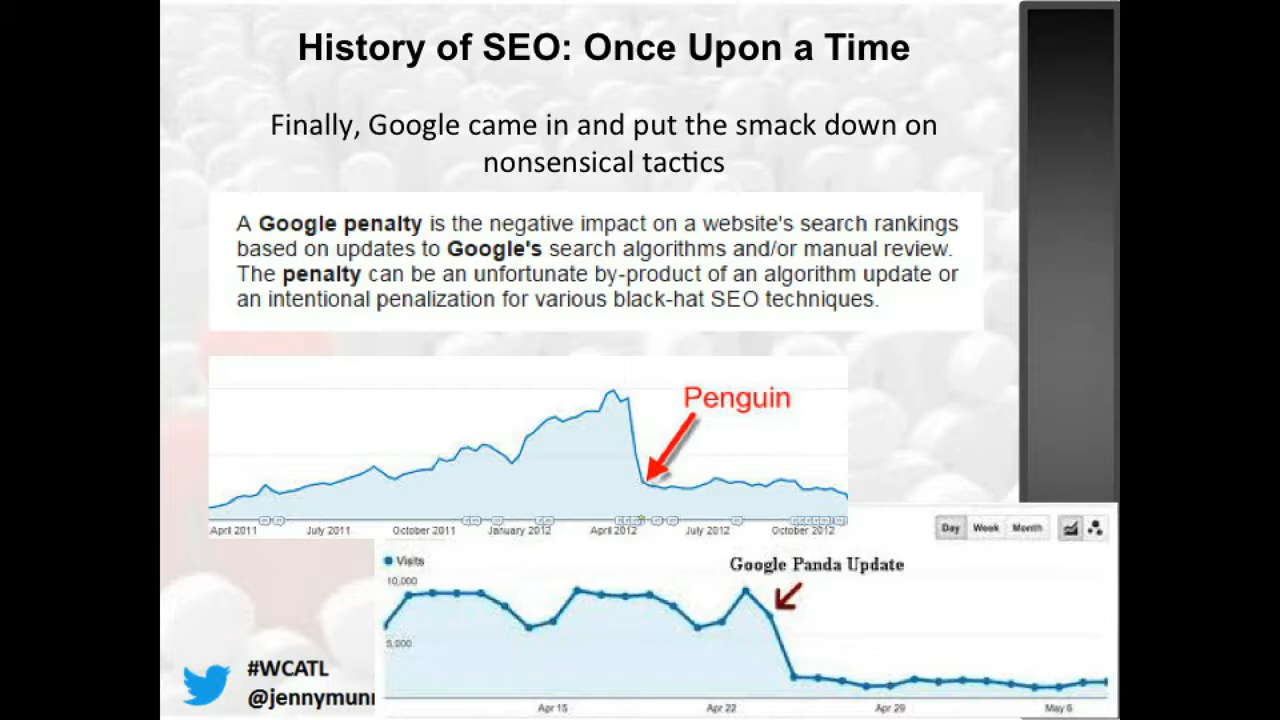 History of SEO: Once Upon a Time
Finally, Google came in and put the smack down on
nonsensical tactics
A Google penalty is the negative impact on a website's search rankings
based on updates to Google's search algorithms and/or manual review.
The penalty can be an unfortunate by-product of an algorithm update or
an intentional penalization for various black-hat SEO techniques.
Penguin
April 2011 July 2011 October 2011 January 2012 April 2012 July 2012 October 2012
Day Week Month
Visits
Google Panda Update
10,000
5,000
Apr 15 Apr 22 Apr 29 May 6
#WCATL
@jennymun